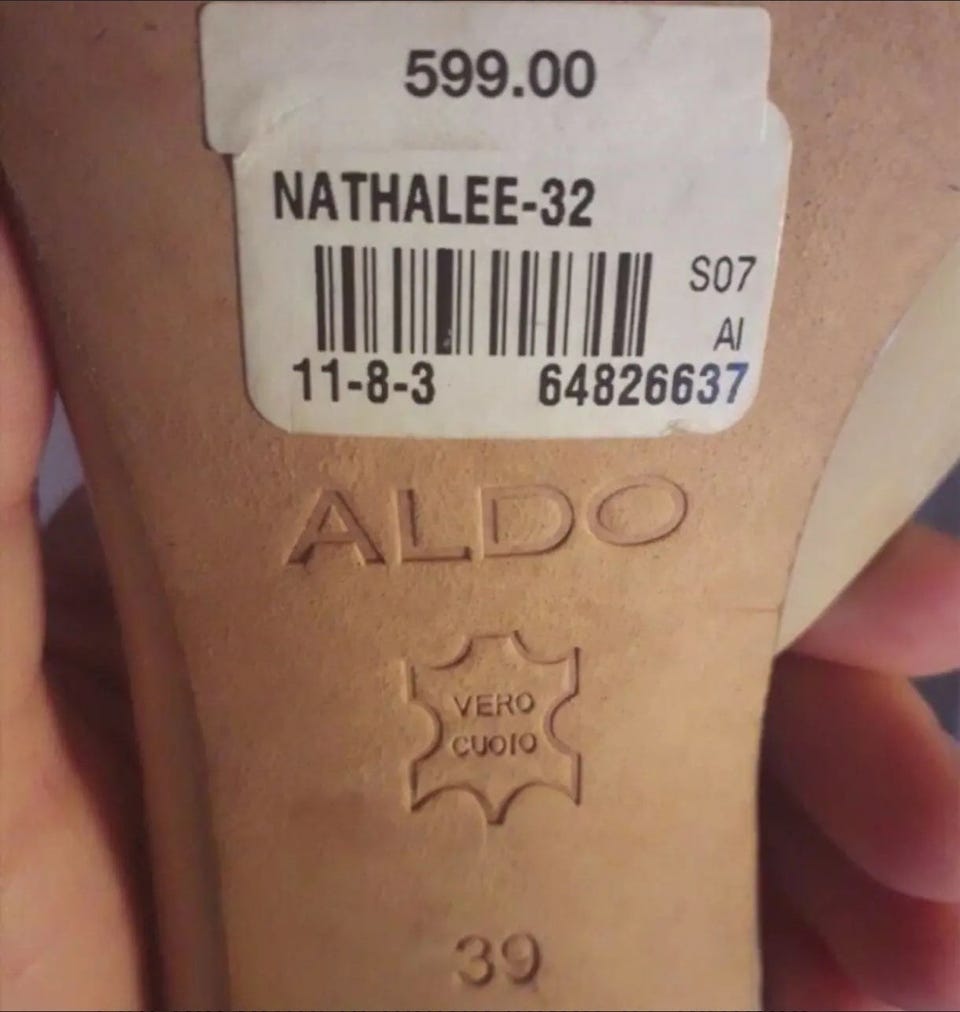 599.00
NATHALEE-32
S07
AI
11-8-3 64826637
ALDO
VERO
CUOIO
39